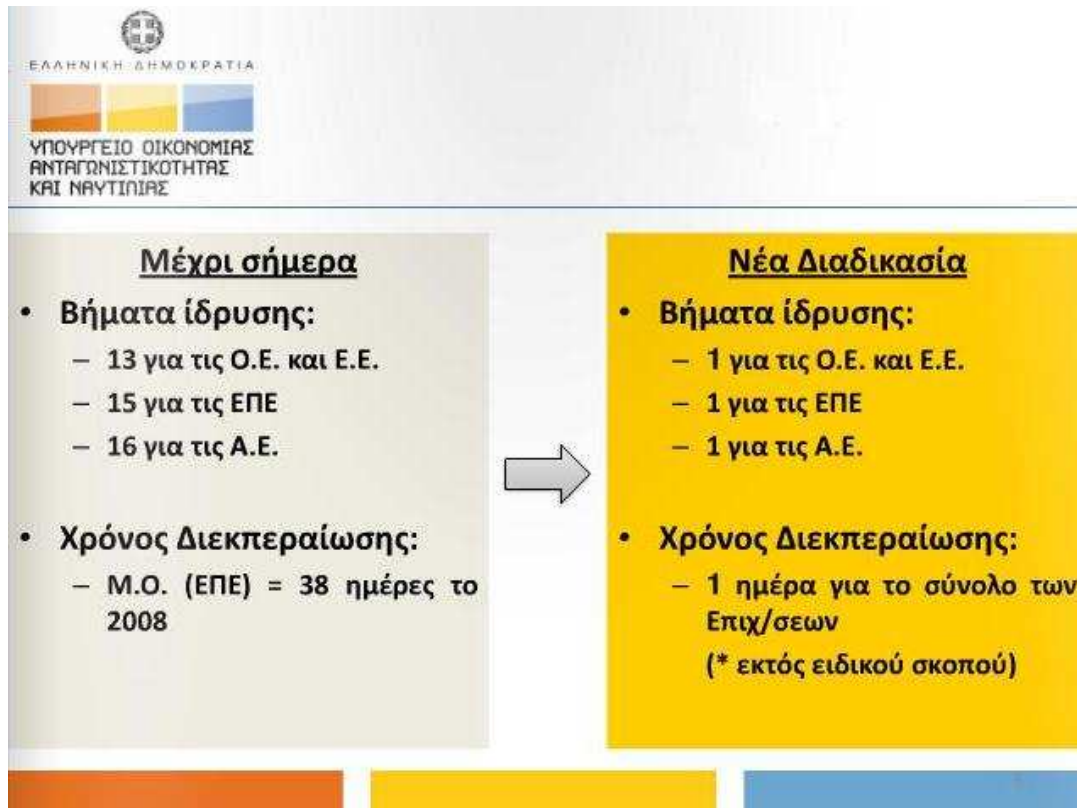 ΕΛΛΗΝΙΚΗ ΔΗΜΟΚΡΑΤΙΑ
ΥΠΟΥΡΓΕΙΟ ΟΙΚΟΝΟΜΙΑΣ
ΑΝΤΑΓΩΝΙΣΤΙΚΟΤΗΤΑΣ
ΚΑΙ ΝΑΥΤΙΛΙΑΣ
Μέχρι σήμερα
• Βήματα ίδρυσης:
– 13 για τις Ο.Ε. και Ε.Ε.
– 15 για τις ΕΠΕ
– 16 για τις Α.Ε.
• Χρόνος Διεκπεραίωσης:
– Μ.Ο. (ΕΠΕ) = 38 ημέρες το
2008
Νέα Διαδικασία
• Βήματα ίδρυσης:
– 1 για τις Ο.Ε. και Ε.Ε.
– 1 για τις ΕΠΕ
– 1 για τις Α.Ε.
• Χρόνος Διεκπεραίωσης:
– 1 ημέρα για το σύνολο των
Επιχ/σεων
(* εκτός ειδικού σκοπού)